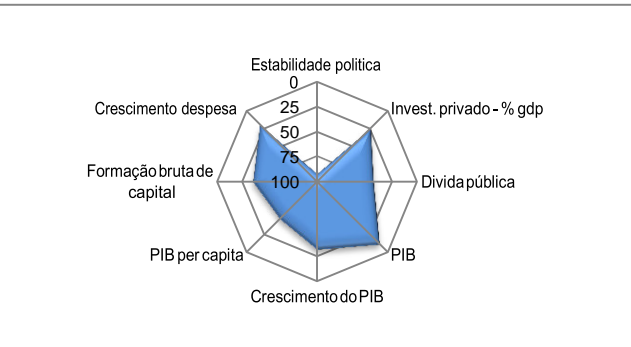 Estabilidade politica
0
Crescimento despesa
25
Invest. privado - % gdp
50
75
Formação bruta de
capital
100
Divida pública
PIB per capita
PIB
Crescimento do PIB